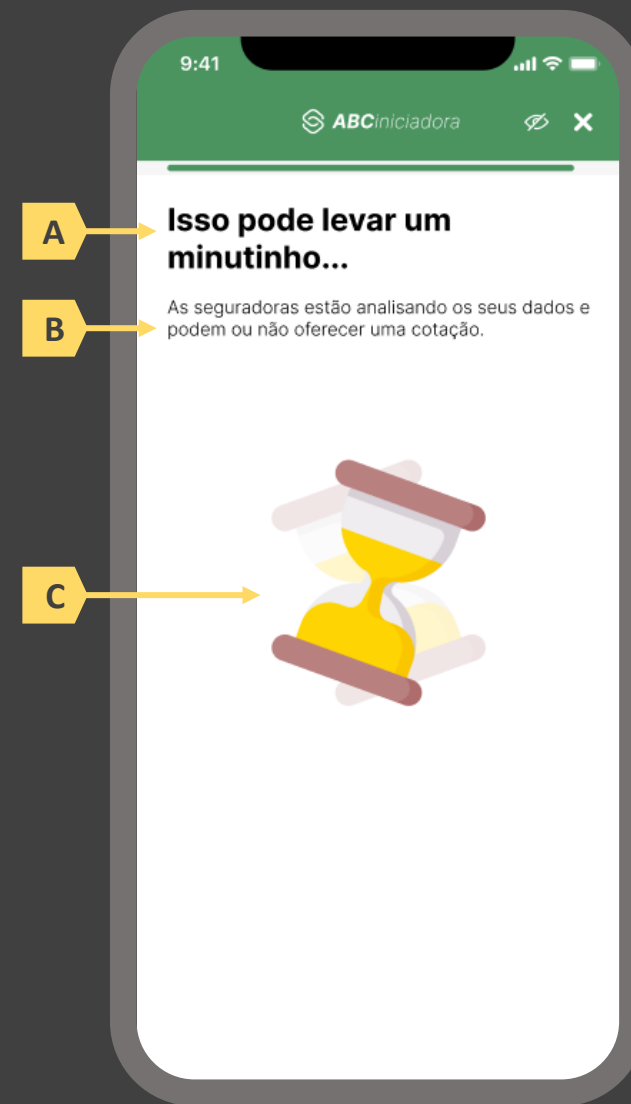 9:41
ABCiniciadora
A
Isso pode levar um
minutinho...
B
As seguradoras estão analisando os seus dados e
podem ou não oferecer uma cotação.
C